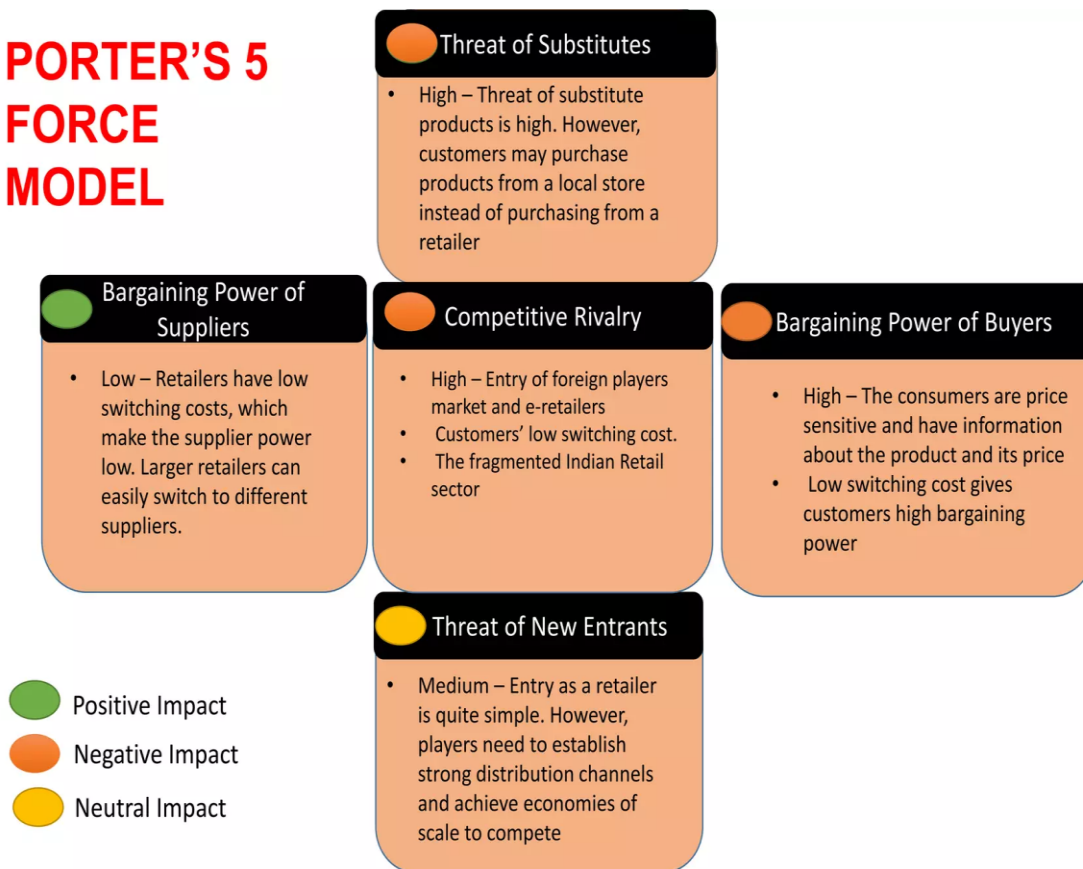 PORTER'S 5
FORCE
MODEL
Threat of Substitutes
• High – Threat of substitute
products is high. However,
customers may purchase
products from a local store
instead of purchasing from a
retailer
Bargaining Power of
Suppliers
• Low – Retailers have low
switching costs, which
make the supplier power
low. Larger retailers can
easily switch to different
suppliers.
Competitive Rivalry
• High – Entry of foreign players
market and e-retailers
• Customers' low switching cost.
• The fragmented Indian Retail
sector
Bargaining Power of Buyers
• High – The consumers are price
sensitive and have information
about the product and its price
• Low switching cost gives
customers high bargaining
power
Threat of New Entrants
• Medium – Entry as a retailer
is quite simple. However,
players need to establish
strong distribution channels
and achieve economies of
scale to compete
Positive Impact
Negative Impact
Neutral Impact